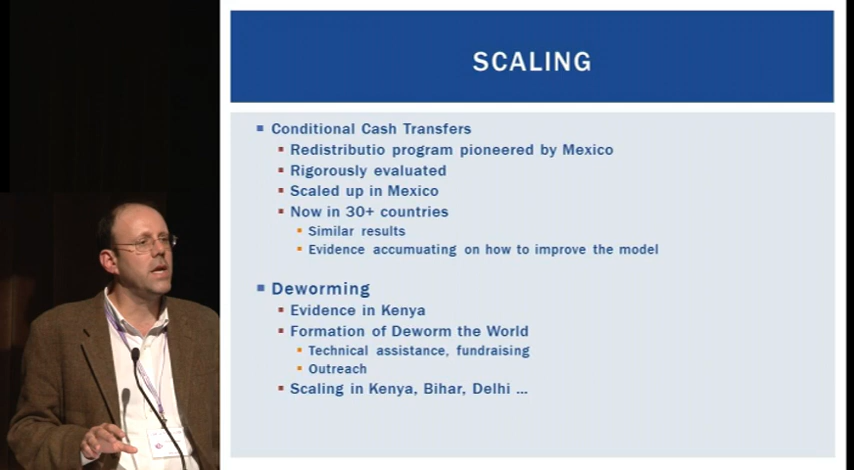 SCALING
Conditional Cash Transfers
Redistributio program pioneered by Mexico
Rigorously evaluated
Scaled up in Mexico
Now in 30+ countries
Similar results
Evidence accumuating on how to improve the model
Deworming
Evidence in Kenya
Formation of Deworm the World
Technical assistance, fundraising
Outreach
Scaling in Kenya, Bihar, Delhi ...